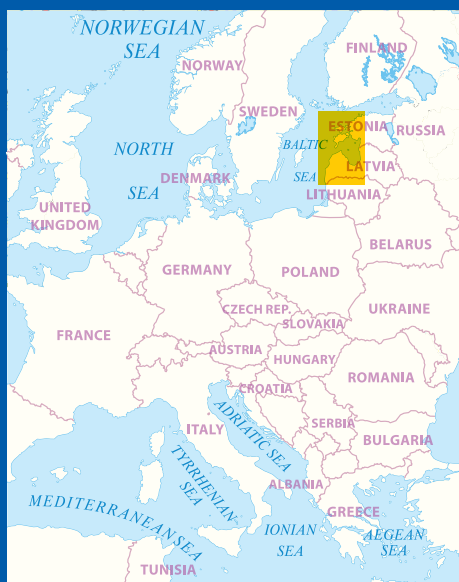 NORWEGIAN
SEA
FINLAND
NORWAY
SWEDEN
ESTONIA
RUSSIA
BALTIC
SEA
NORTH
SEA
LATVIA
DENMARK
LITHUANIA
UNITED
KINGDOM
BELARUS
GERMANY
POLAND
CZECH REP.
UKRAINE
SLOVAKIA
FRANCE
AUSTRIA
HUNGARY
ROMANIA
CROATIA
ADRIATIC SEA
ITALY
SERBIA
BULGARIA
TYRRHENIAN
SEA
ALBANIA
MEDITERRANEAN SEA
GREECE
IONIAN
SEA
AEGEAN
SEA
TUNISIA